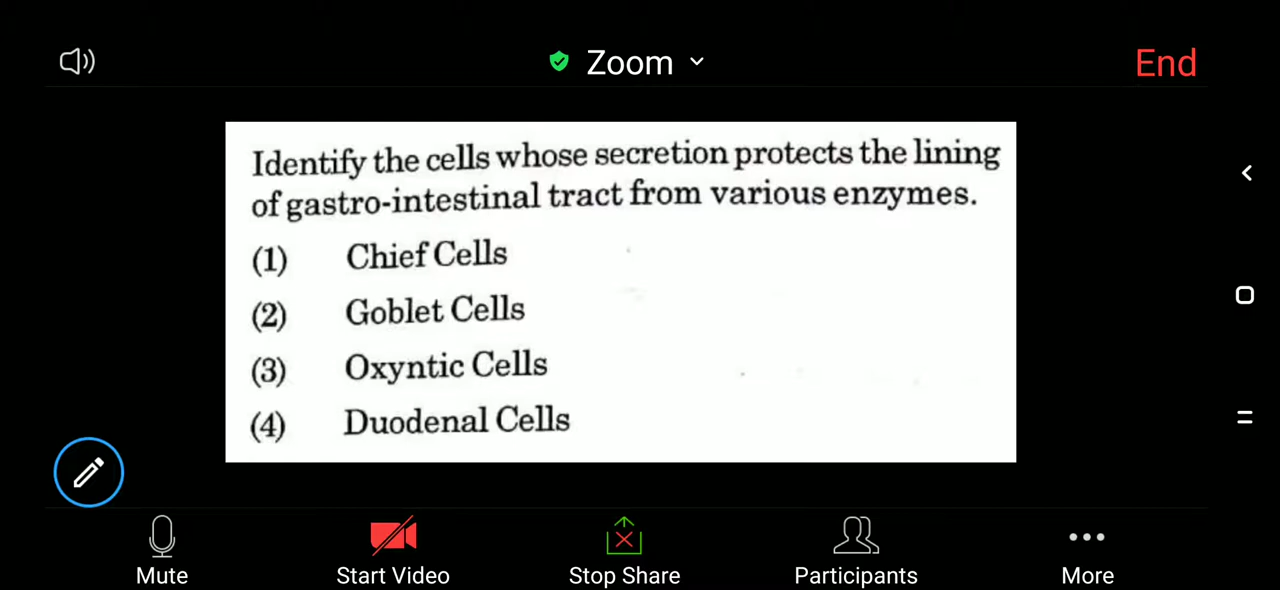 Zoom
End
Identify the cells whose secretion protects the lining
of gastro-intestinal tract from various enzymes.
(1) Chief Cells
(2) Goblet Cells
(3) Oxyntic Cells
(4) Duodenal Cells
Mute
Start Video
Stop Share
Participants
More